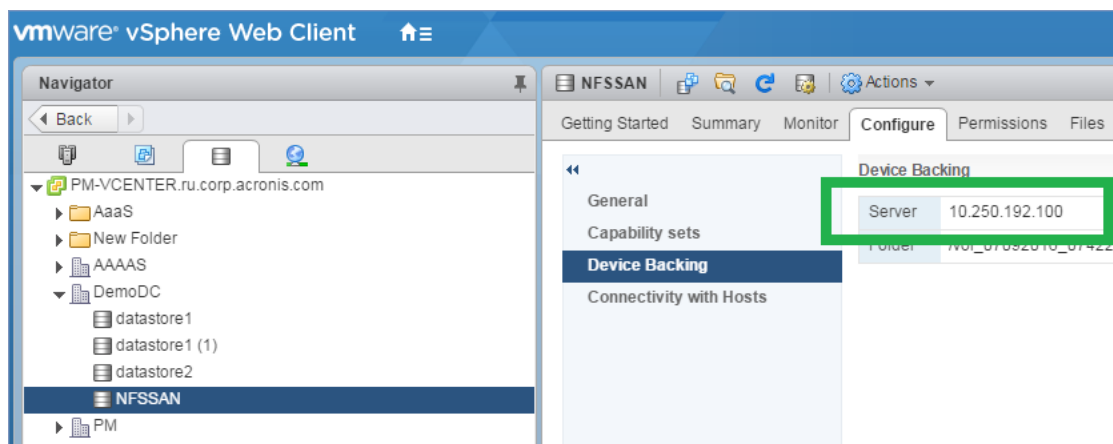 vmware® vSphere Web Client
Navigator
Back
PM-VCENTER.ru.corp.acronis.com
AaaS
New Folder
AAAAS
DemoDC
datastore1
datastore1 (1)
datastore2
NFSSAN
PM
NFSSAN Actions
Getting Started Summary Monitor Configure Permissions Files
General
Capability sets
Device Backing
Connectivity with Hosts
Device Backing
Server 10.250.192.100
Folder